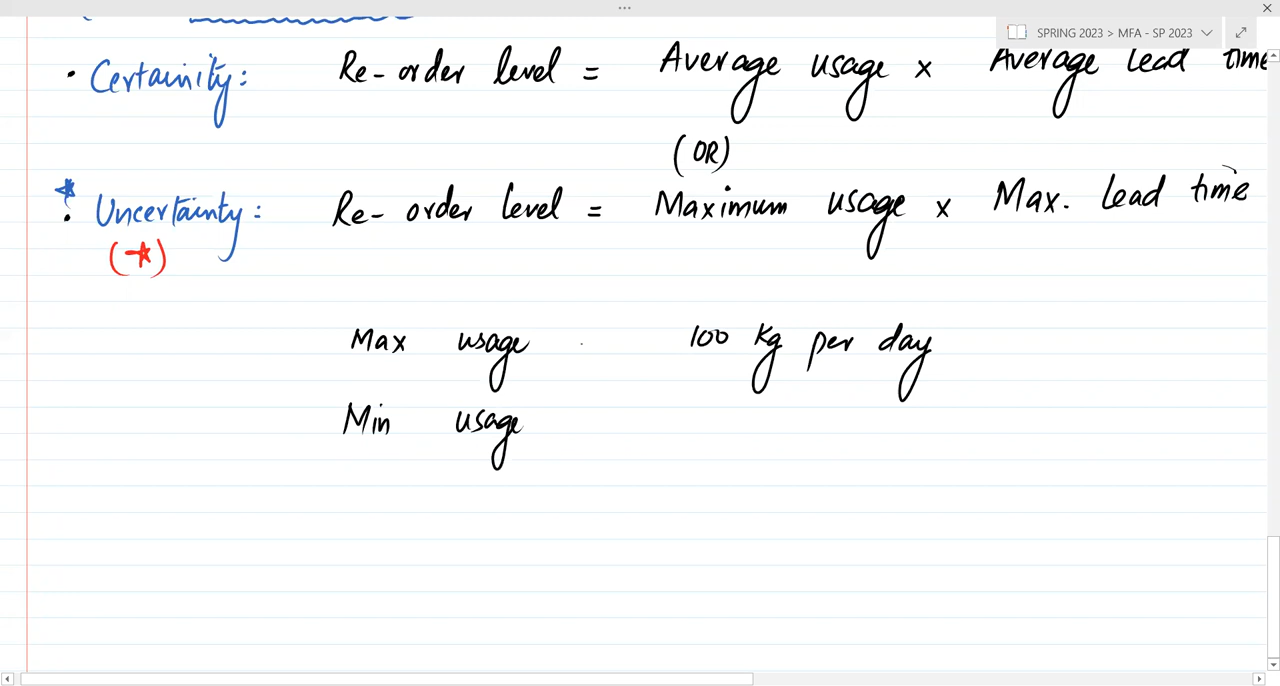 SPRING 2023 > MFA - SP 2023
• Certainity: Re-order level = Average usage x Average Lead time
(OR)
• Uncertainty: Re-order level = Maximum usage x Max. Lead time
(★)
Max usage 100 Kg per day
Min usage